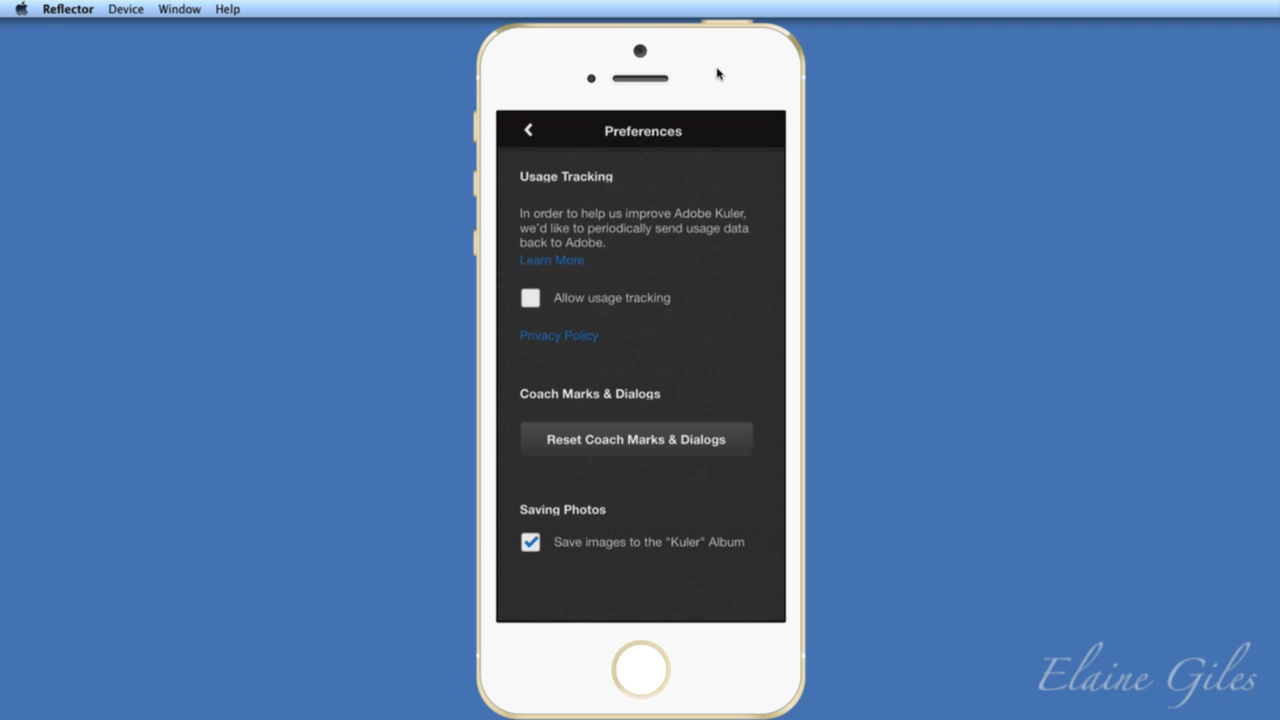 Reflector Device Window Help
Preferences
Usage Tracking
In order to help us improve Adobe Kuler,
we'd like to periodically send usage data
back to Adobe.
Learn More
Allow usage tracking
Privacy Policy
Coach Marks & Dialogs
Reset Coach Marks & Dialogs
Saving Photos
Save images to the "Kuler" Album
Elaine Giles